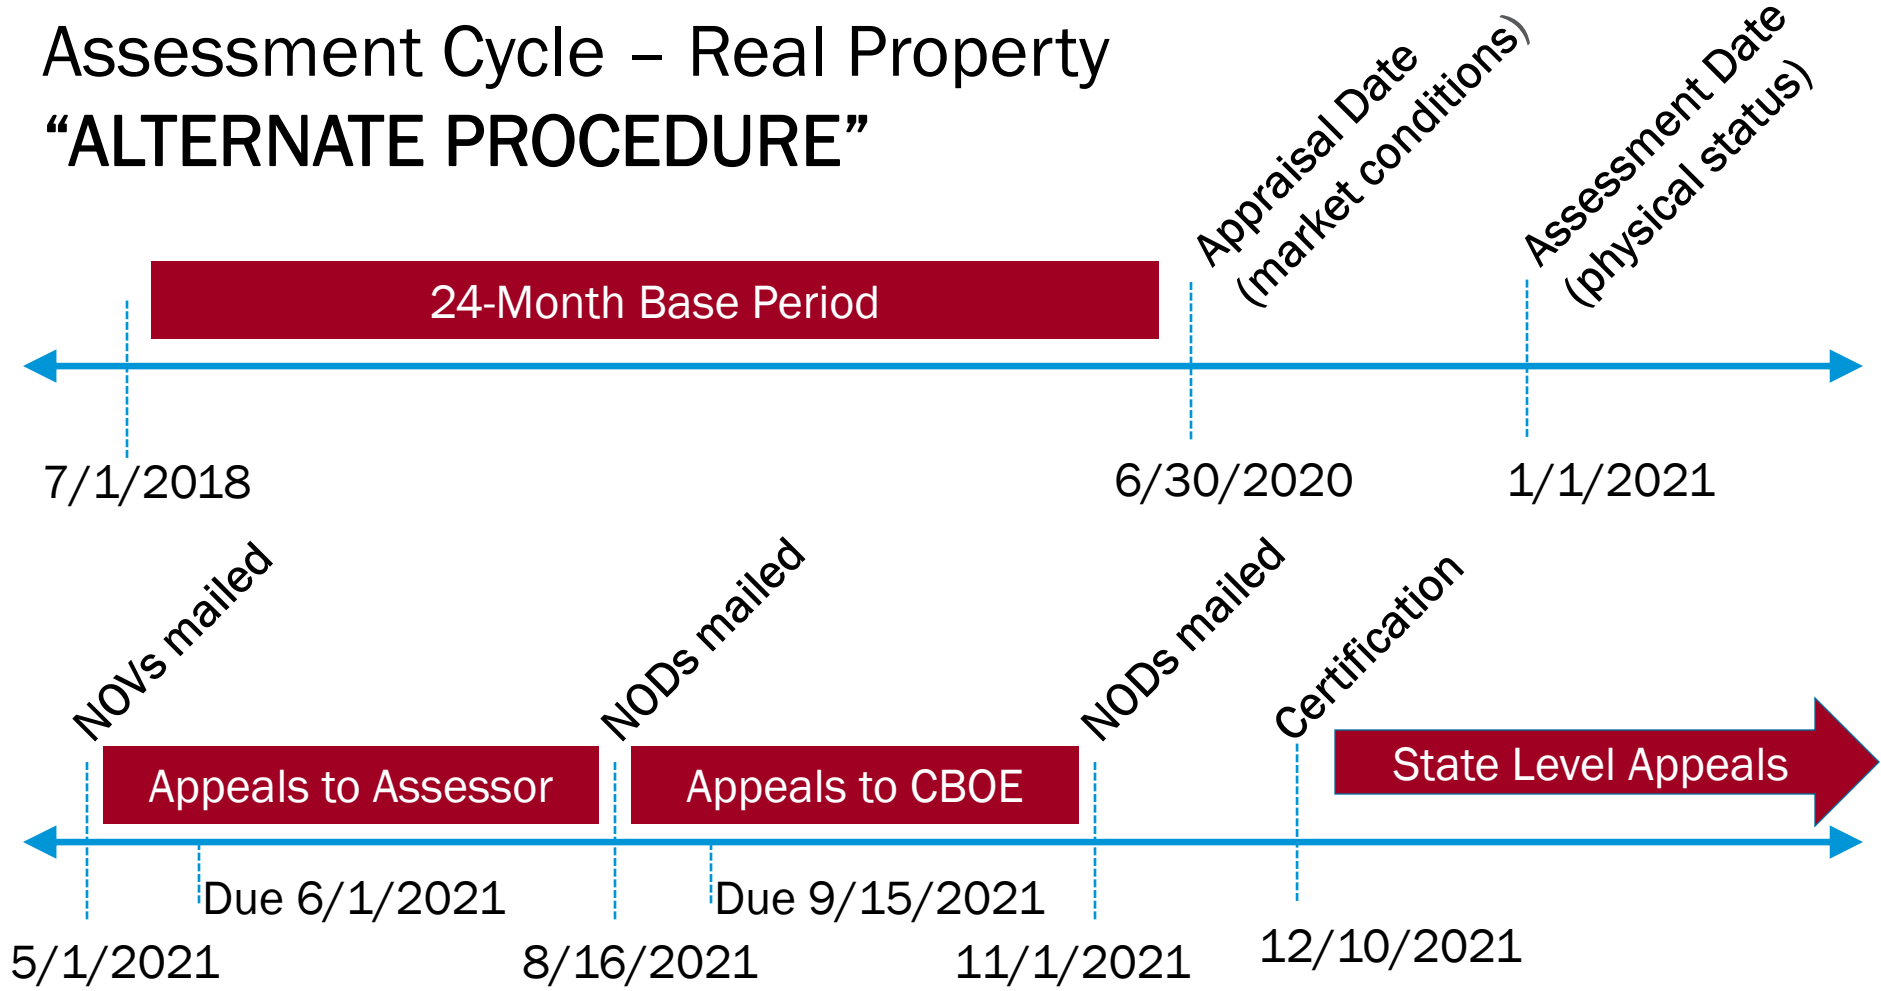 Assessment Cycle – Real Property
“ALTERNATE PROCEDURE”
Appraisal Date
(market conditions)
Assessment Date
(physical status)
24-Month Base Period
7/1/2018
6/30/2020
1/1/2021
NOVs mailed
NODs mailed
NODs mailed
Certification
Appeals to Assessor
Appeals to CBOE
State Level Appeals
Due 6/1/2021
Due 9/15/2021
5/1/2021
8/16/2021
11/1/2021
12/10/2021